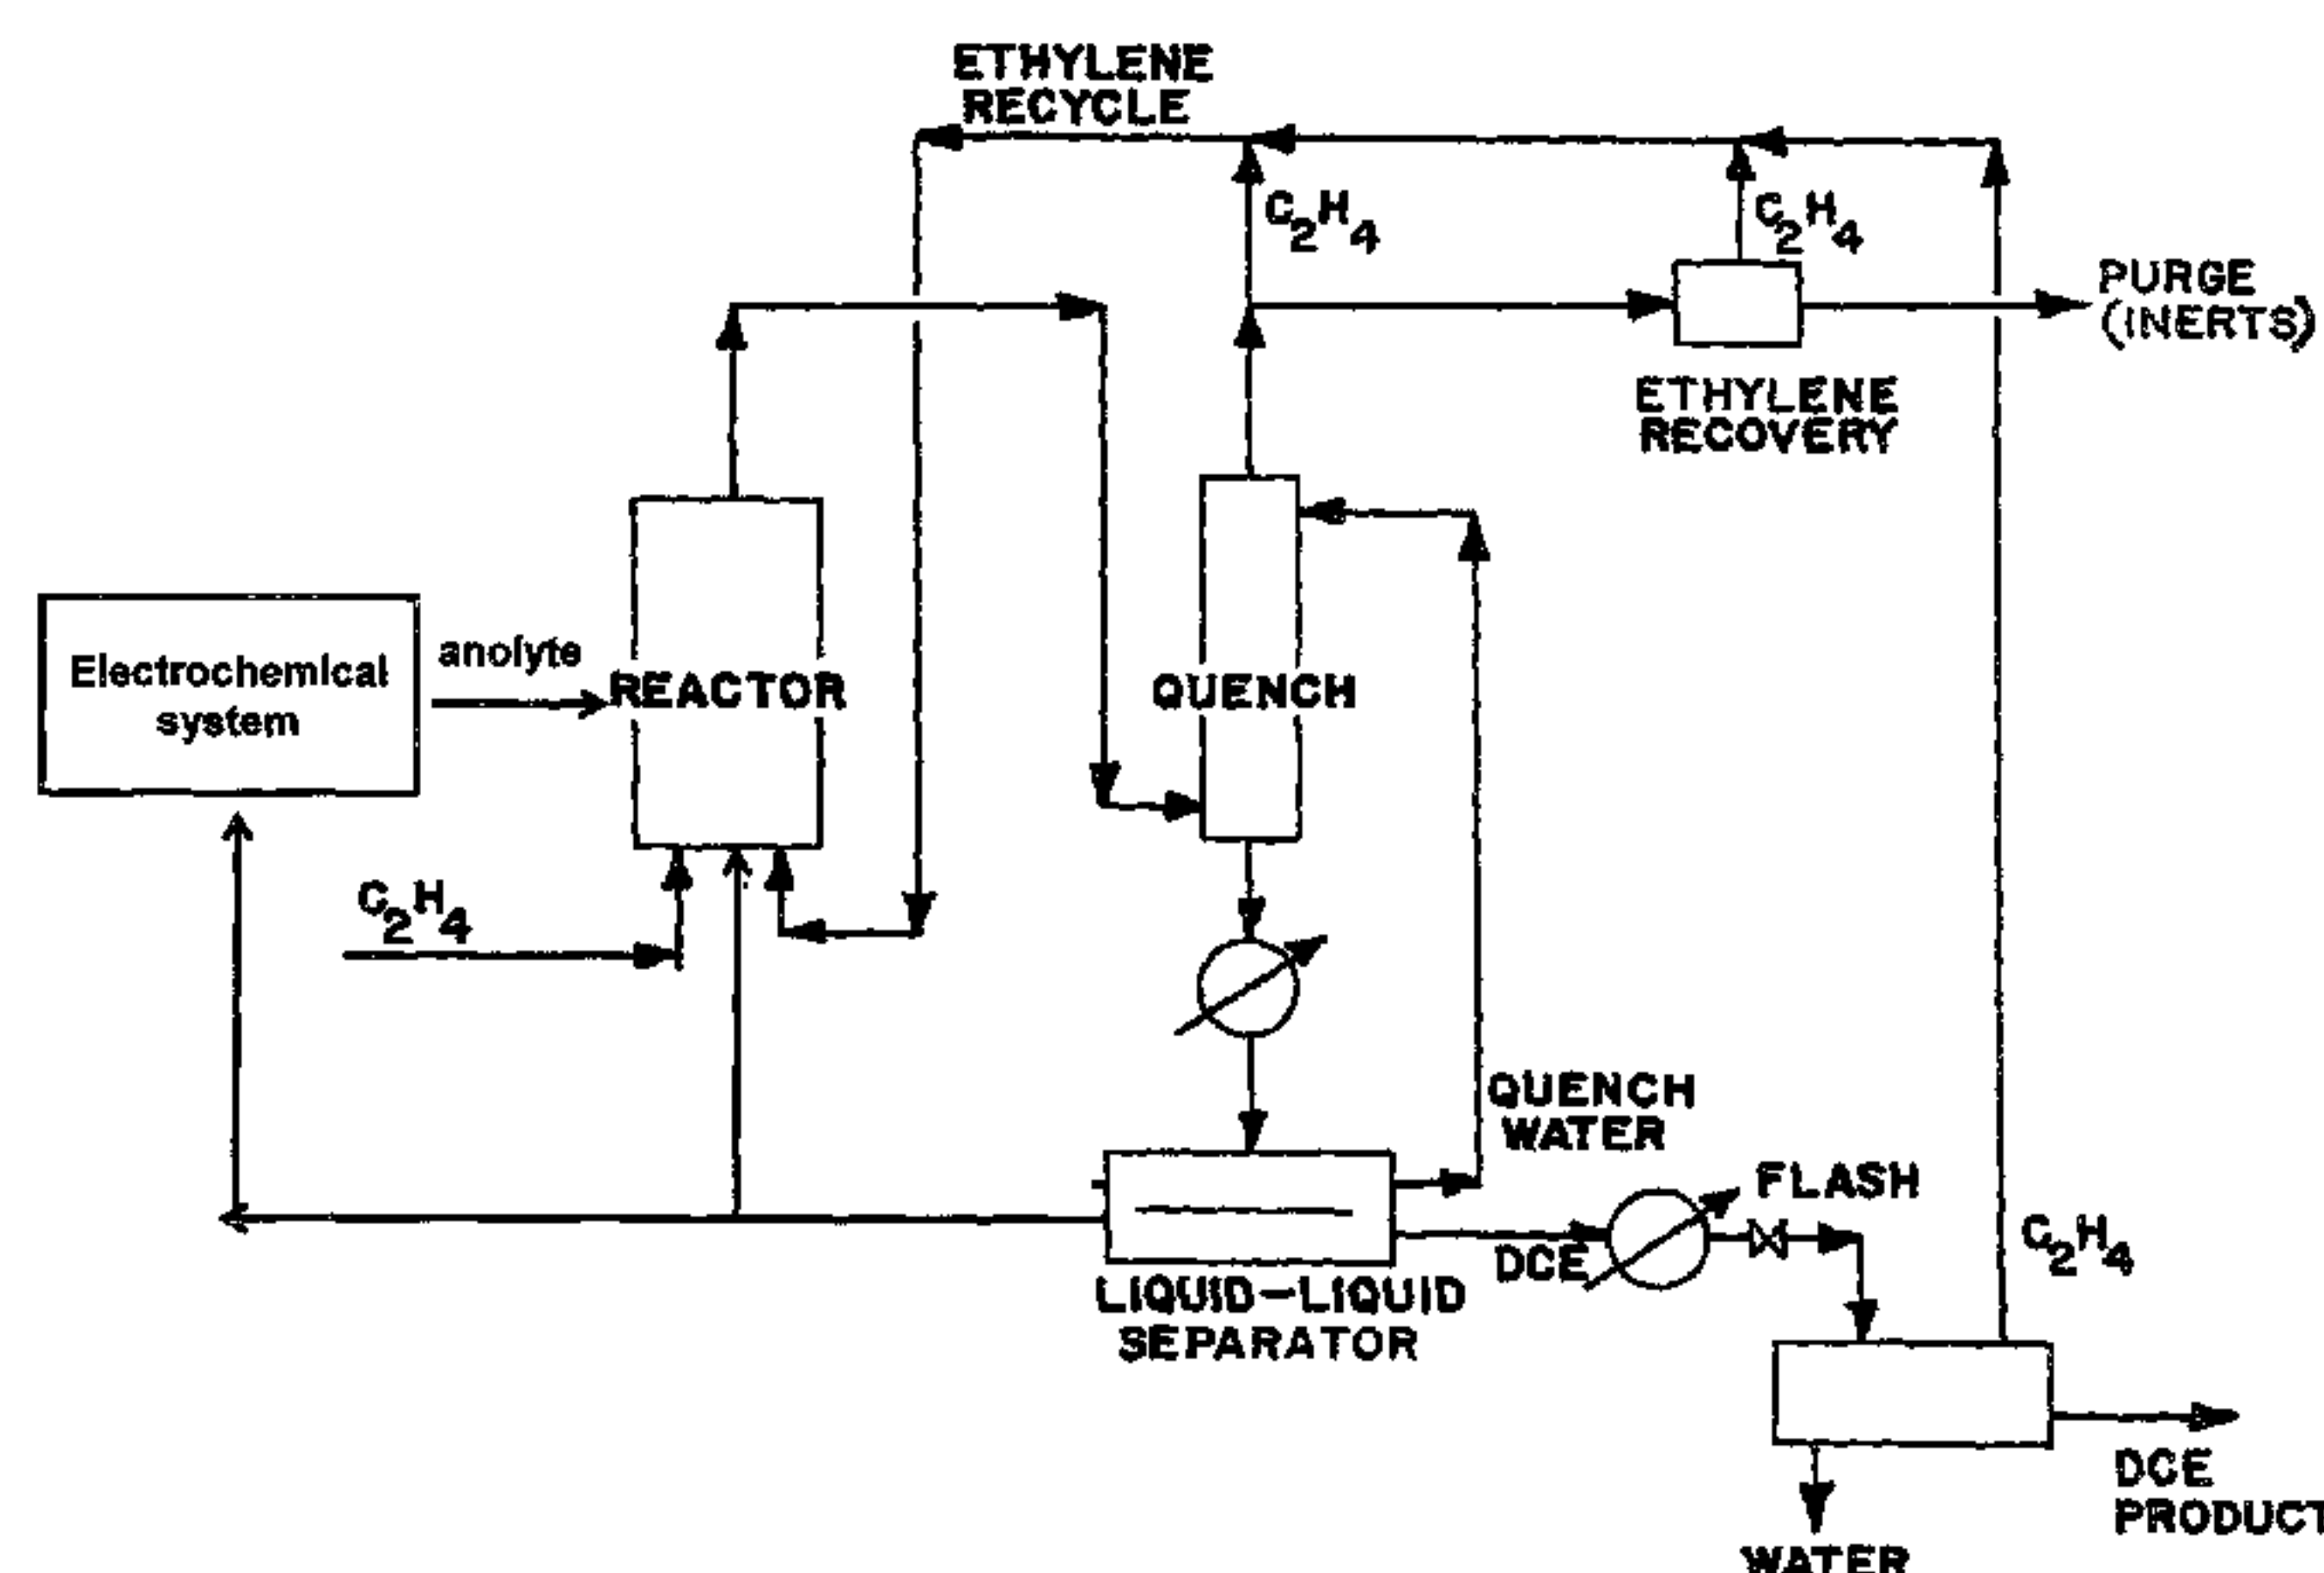 ETHYLENE
RECYCLE
C2H4
C2H4
PURGE
(INERTS)
ETHYLENE
RECOVERY
Electrochemical
system
anolyte
REACTOR
QUENCH
C2H4
QUENCH
WATER
FLASH
DCE
C2H4
LIQUID-LIQUID
SEPARATOR
DCE
PRODUCT
WATER